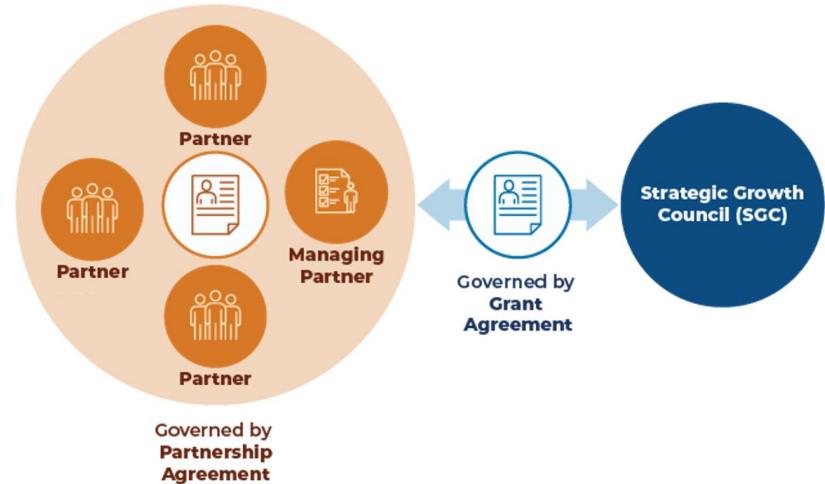 Partner
Partner
Managing
Partner
Partner
Governed by
Partnership
Agreement
Governed by
Grant
Agreement
Strategic Growth
Council (SGC)